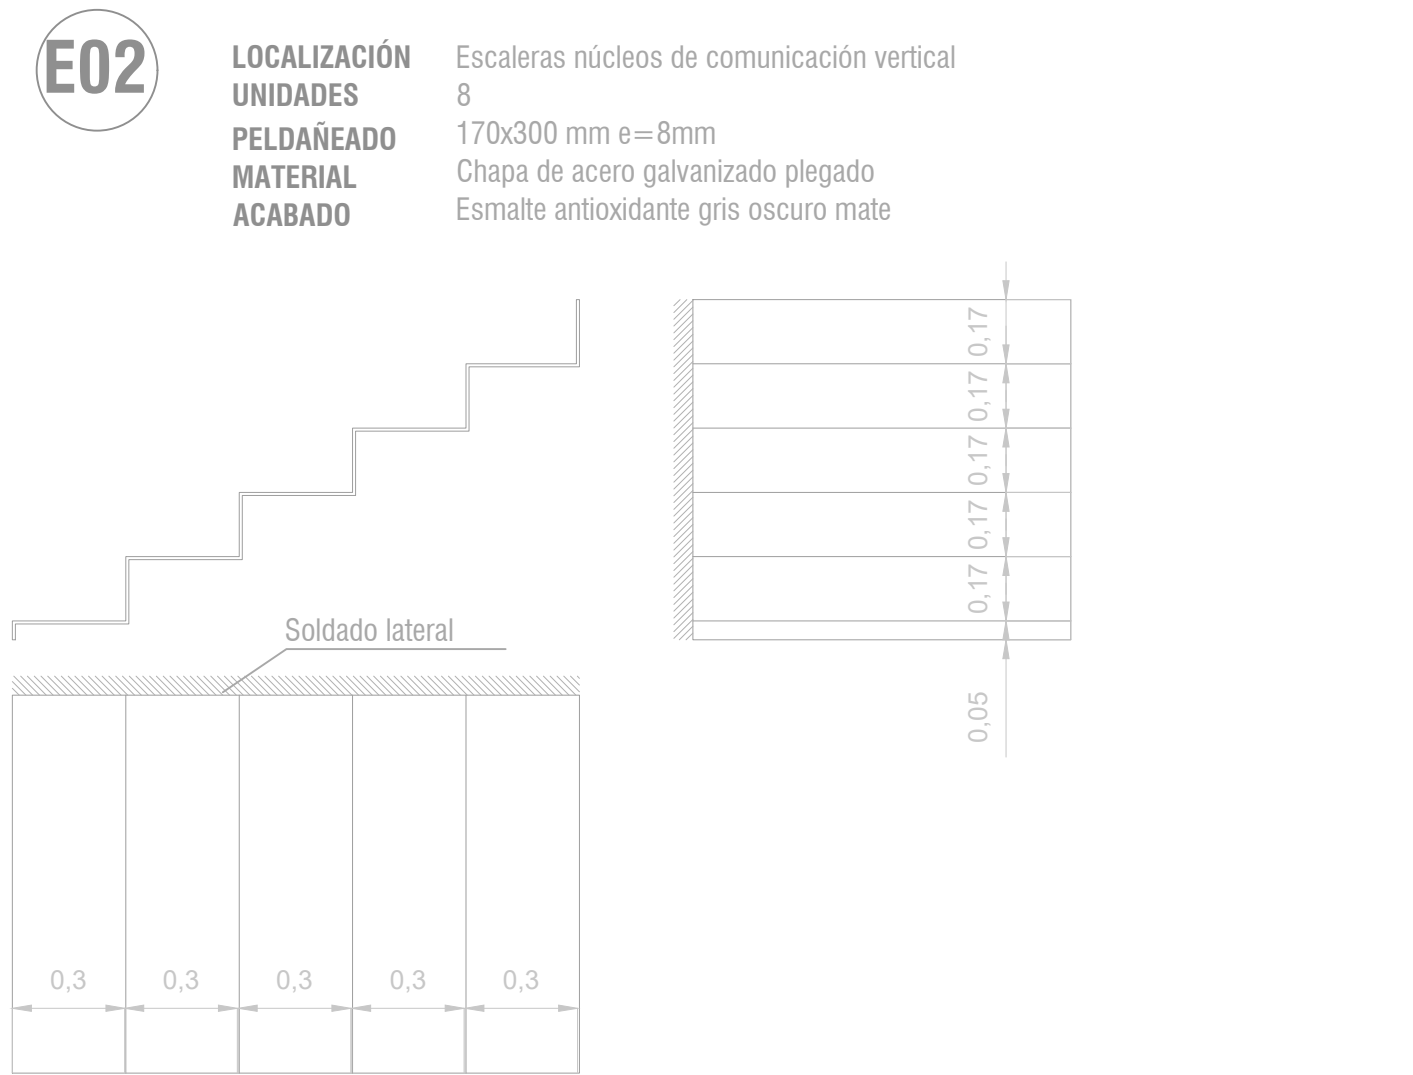 E02
LOCALIZACIÓN Escaleras núcleos de comunicación vertical
UNIDADES 8
PELDAÑEADO 170x300 mm e=8mm
MATERIAL Chapa de acero galvanizado plegado
ACABADO Esmalte antioxidante gris oscuro mate
0,17
0,17
0,17
0,17
0,17
0,05
Soldado lateral
0,3 0,3 0,3 0,3 0,3